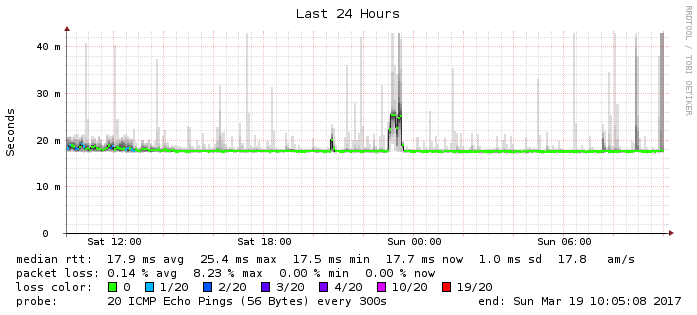 Last 24 Hours
RRDTOOL / TOBI OETIKER
Seconds
40 m
30 m
20 m
10 m
0
Sat 12:00 Sat 18:00 Sun 00:00 Sun 06:00
median rtt: 17.9 ms avg 25.4 ms max 17.5 ms min 17.7 ms now 1.0 ms sd 17.8 am/s
packet loss: 0.14 % avg 8.23 % max 0.00 % min 0.00 % now
loss color: 0 1/20 2/20 3/20 4/20 10/20 19/20
probe: 20 ICMP Echo Pings (56 Bytes) every 300s end: Sun Mar 19 10:05:08 2017